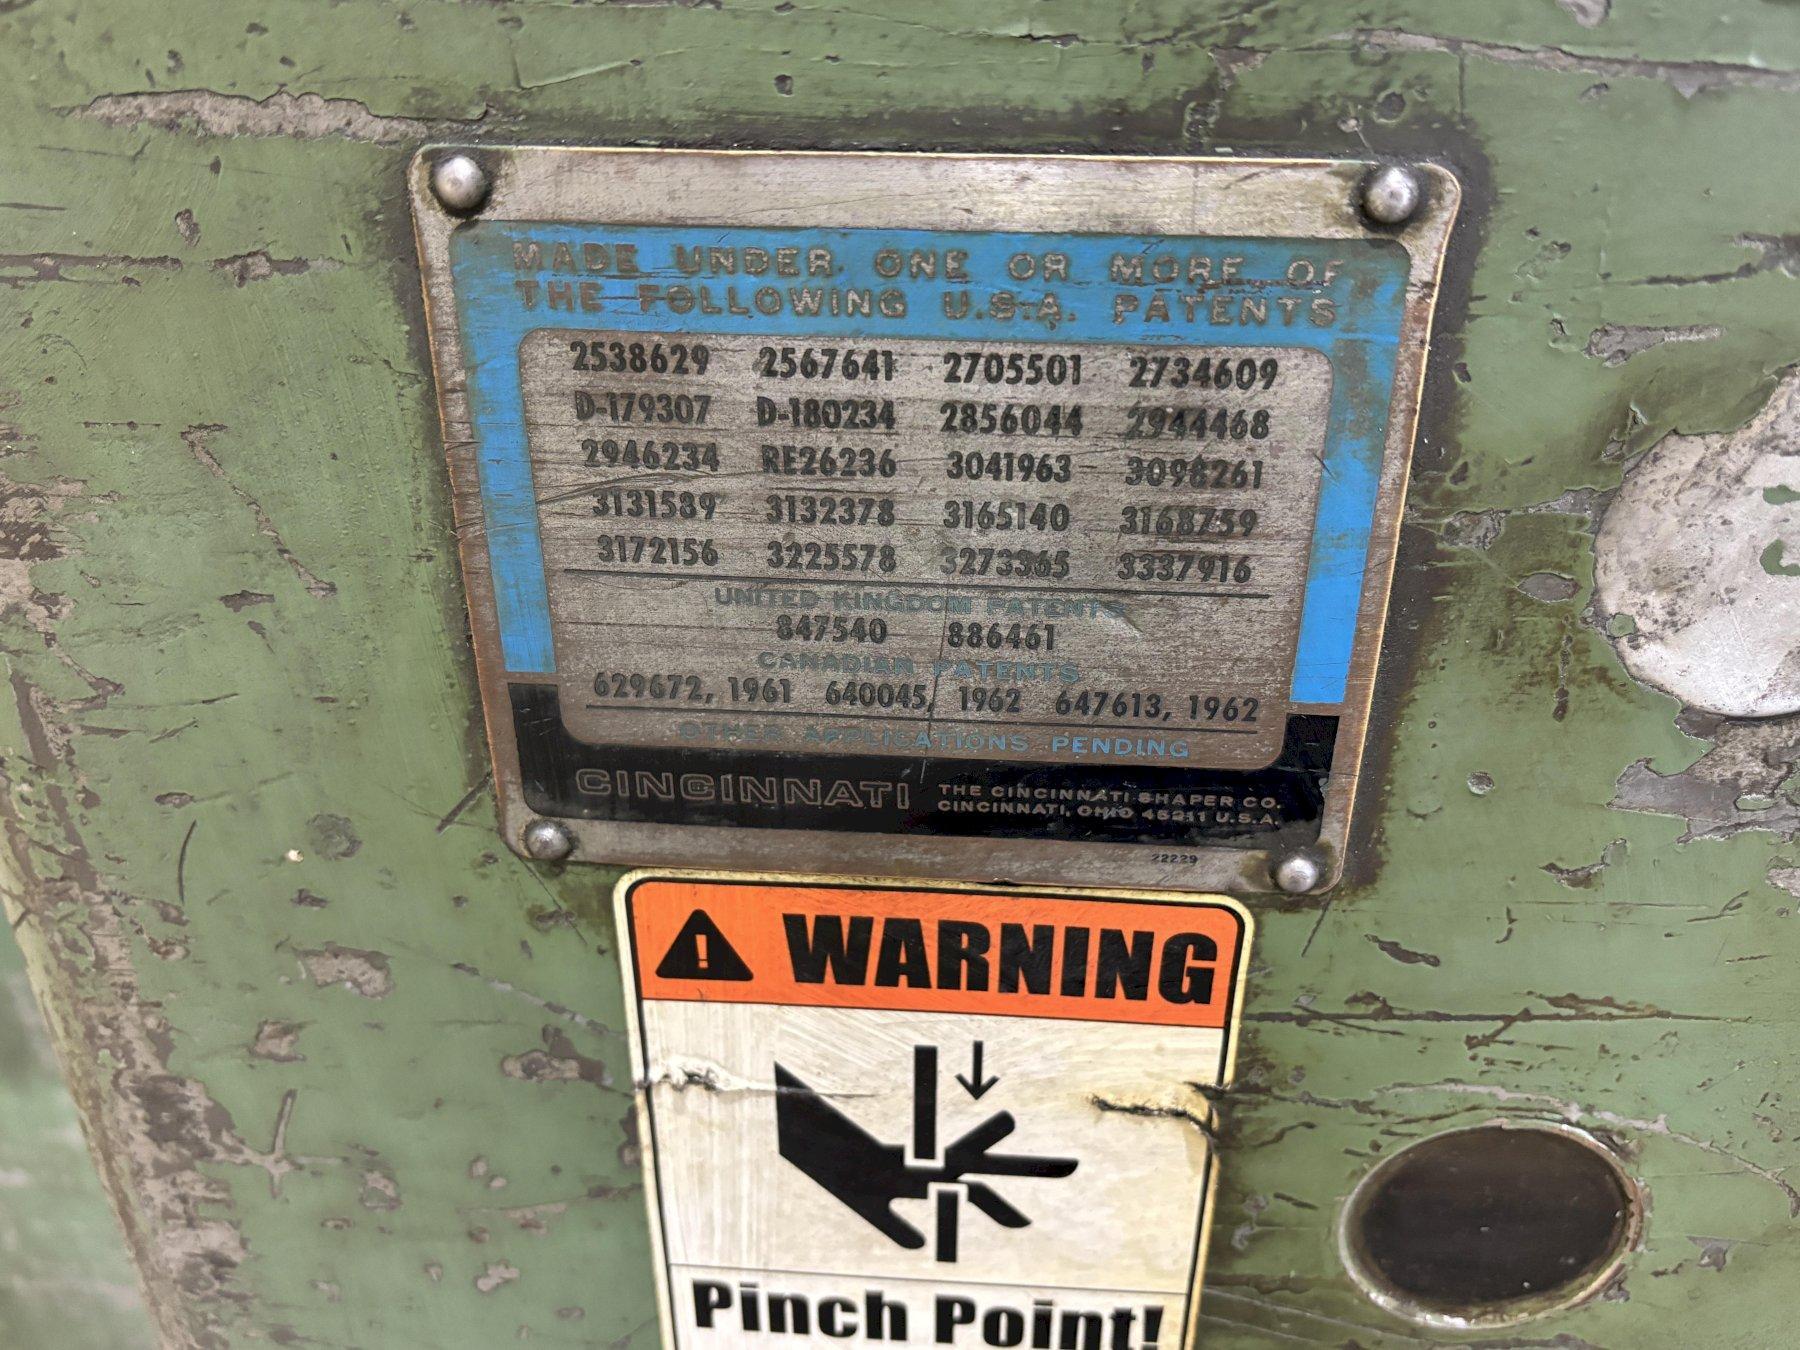 MADE UNDER ONE OR MORE OF
THE FOLLOWING U.S.A. PATENTS
2538629 2567641 2705501 2734609
D-179307 D-180234 2856044 2944468
2946234 RE26236 3041963 3098261
3131589 3132378 3165140 3168759
3172156 3225578 3273365 3337916
UNITED KINGDOM PATENTS
847540 886461
CANADIAN PATENTS
629672, 1961 640045, 1962 647613, 1962
OTHER APPLICATIONS PENDING
CINCINNATI THE CINCINNATI SHAPER CO.
CINCINNATI, OHIO 45211 U.S.A.
22229
WARNING
Pinch Point!